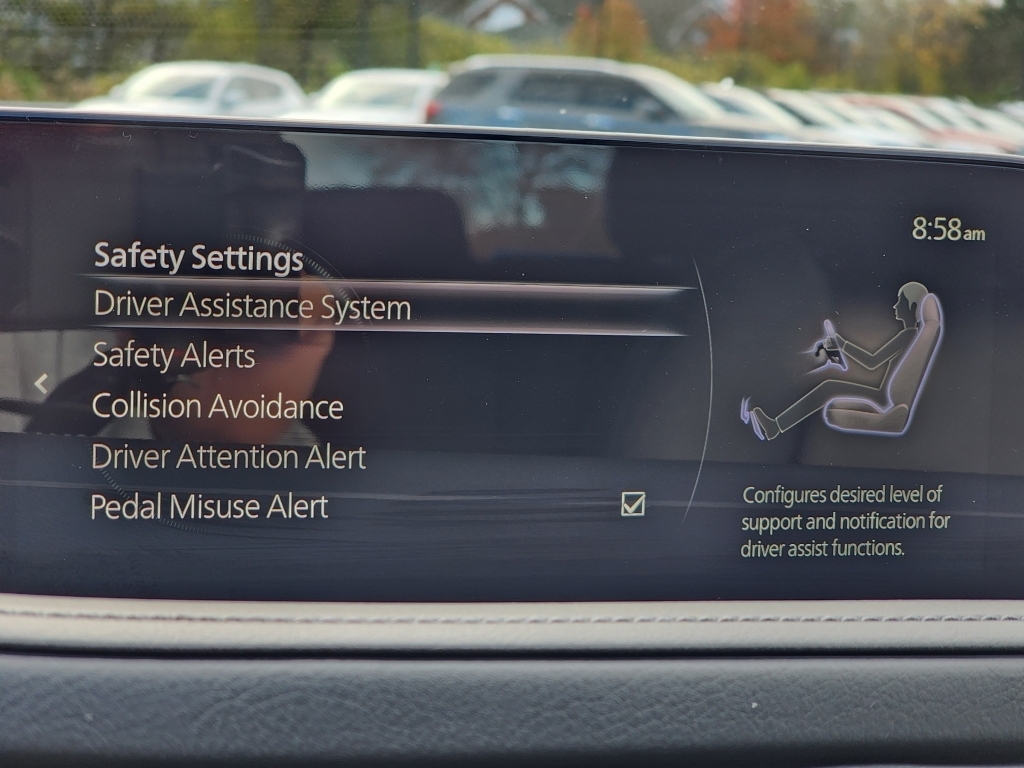 8:58am
Safety Settings
Driver Assistance System
Safety Alerts
Collision Avoidance
Driver Attention Alert
Pedal Misuse Alert
Configures desired level of
support and notification for
driver assist functions.